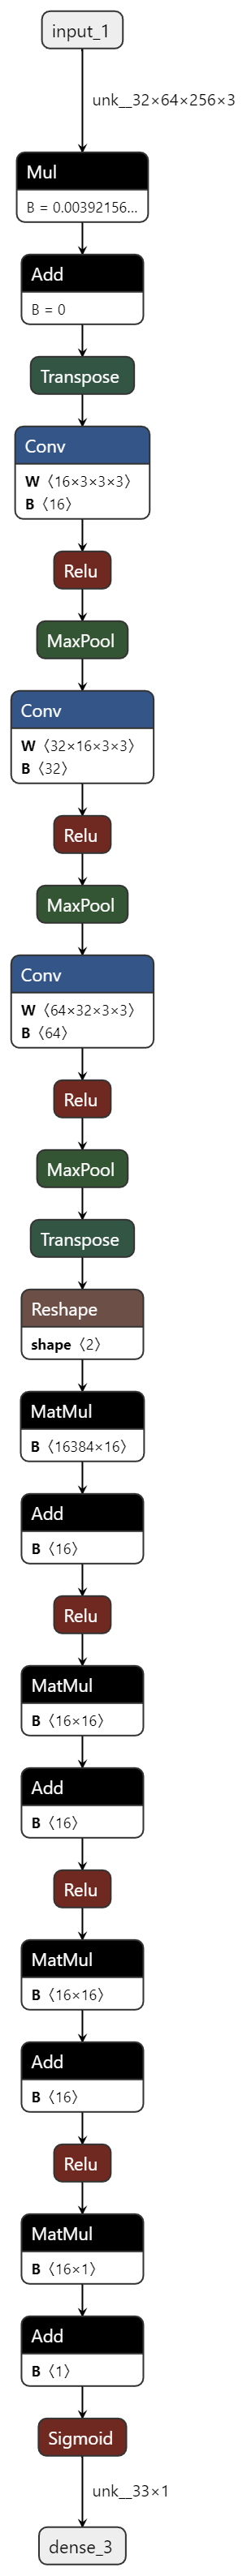 input_1
unk__32×64×256×3
Mul
B = 0.00392156…
Add
B = 0
Transpose
Conv
W ⟨16×3×3×3⟩
B ⟨16⟩
Relu
MaxPool
Conv
W ⟨32×16×3×3⟩
B ⟨32⟩
Relu
MaxPool
Conv
W ⟨64×32×3×3⟩
B ⟨64⟩
Relu
MaxPool
Transpose
Reshape
shape ⟨2⟩
MatMul
B ⟨16384×16⟩
Add
B ⟨16⟩
Relu
MatMul
B ⟨16×16⟩
Add
B ⟨16⟩
Relu
MatMul
B ⟨16×16⟩
Add
B ⟨16⟩
Relu
MatMul
B ⟨16×1⟩
Add
B ⟨1⟩
Sigmoid
unk__33×1
dense_3